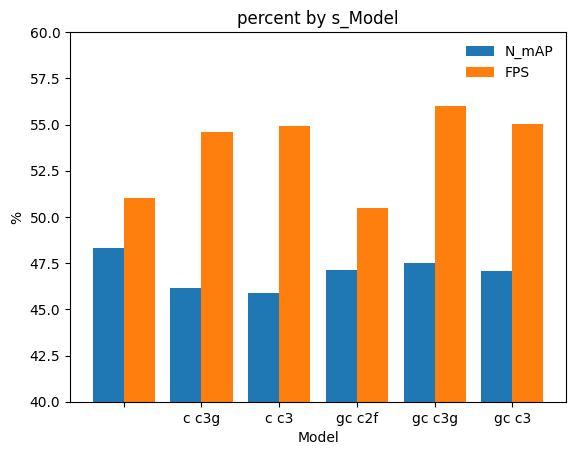 percent by s_Model
N_mAP
FPS
60.0
57.5
55.0
52.5
50.0
47.5
45.0
42.5
40.0
%
c c3g
c c3
gc c2f
gc c3g
gc c3
Model